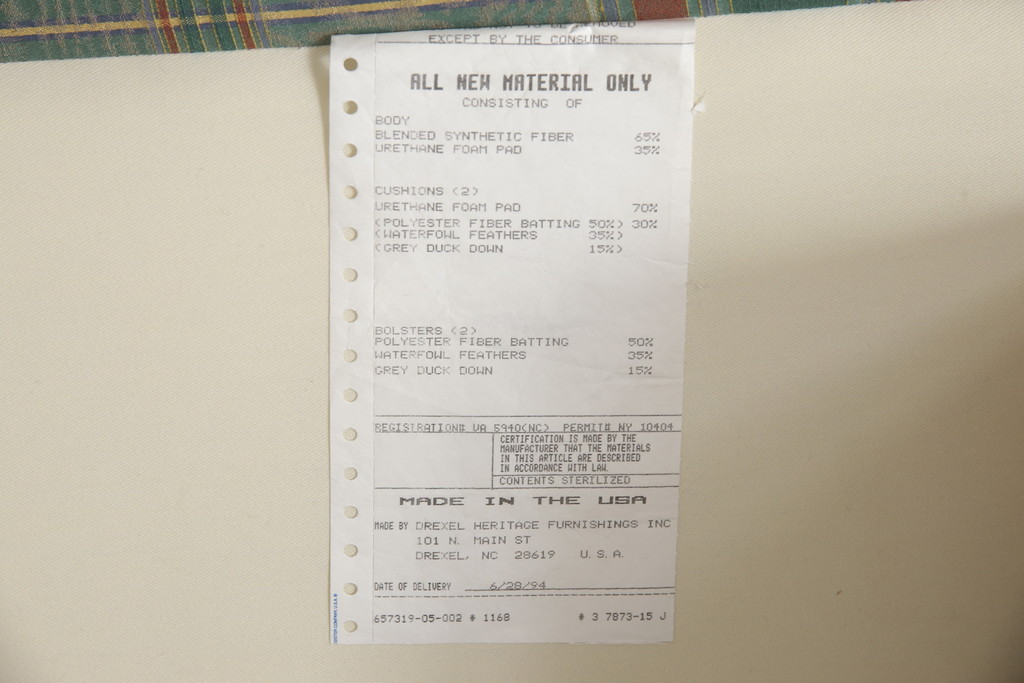 TO BE REMOVED
EXCEPT BY THE CONSUMER
ALL NEW MATERIAL ONLY
CONSISTING OF
BODY
BLENDED SYNTHETIC FIBER 65%
URETHANE FOAM PAD 35%
CUSHIONS (2)
URETHANE FOAM PAD 70%
(POLYESTER FIBER BATTING 50%) 30%
(WATERFOWL FEATHERS 35%)
(GREY DUCK DOWN 15%)
BOLSTERS (2)
POLYESTER FIBER BATTING 50%
WATERFOWL FEATHERS 35%
GREY DUCK DOWN 15%
REGISTRATION# VA 5940(NC) PERMIT# NY 10404
CERTIFICATION IS MADE BY THE
MANUFACTURER THAT THE MATERIALS
IN THIS ARTICLE ARE DESCRIBED
IN ACCORDANCE WITH LAW.
CONTENTS STERILIZED
MADE IN THE USA
MADE BY DREXEL HERITAGE FURNISHINGS INC
101 N. MAIN ST
DREXEL, NC 28619 U.S.A.
DATE OF DELIVERY 6/28/94
657319-05-002 # 1168 # 3 7873-15 J